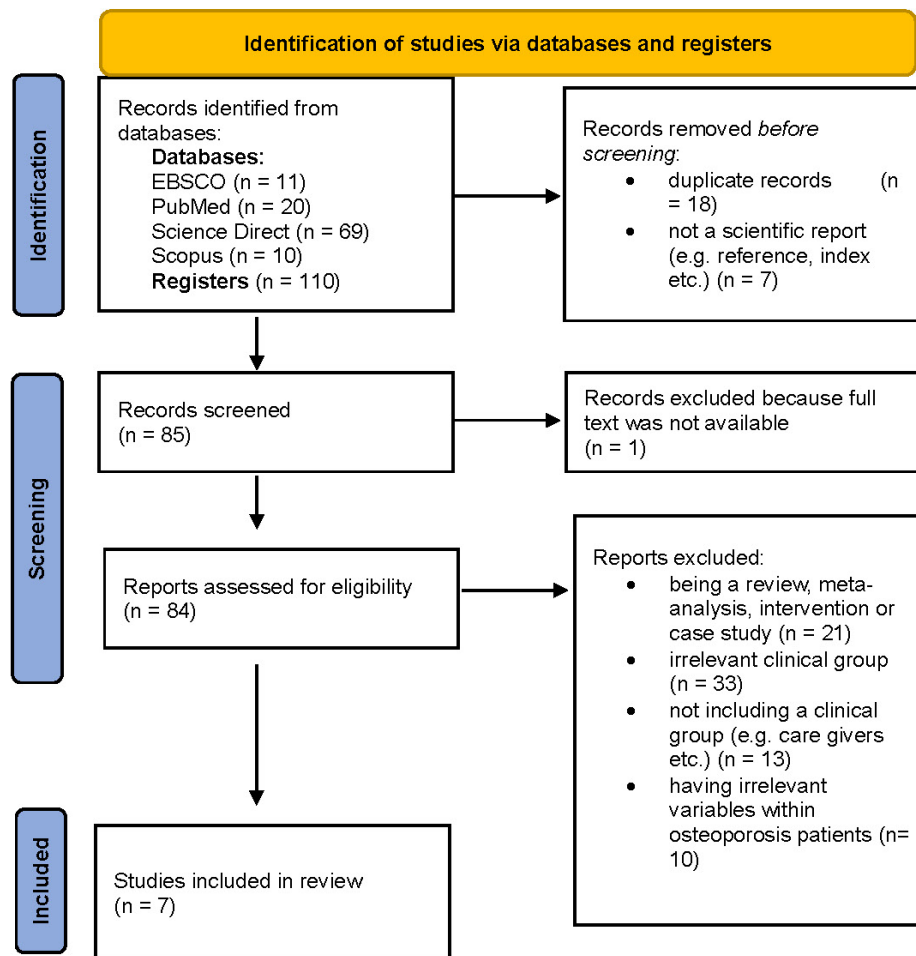 Identification of studies via databases and registers
Identification
Records identified from
databases:
Databases:
EBSCO (n = 11)
PubMed (n = 20)
Science Direct (n = 69)
Scopus (n = 10)
Registers (n = 110)
Records removed before
screening:
• duplicate records (n
= 18)
• not a scientific report
(e.g. reference, index
etc.) (n = 7)
Screening
Records screened
(n = 85)
Records excluded because full
text was not available
(n = 1)
Reports assessed for eligibility
(n = 84)
Reports excluded:
• being a review, meta-
analysis, intervention or
case study (n = 21)
• irrelevant clinical group
(n = 33)
• not including a clinical
group (e.g. care givers
etc.) (n = 13)
• having irrelevant
variables within
osteoporosis patients (n=
10)
Included
Studies included in review
(n = 7)